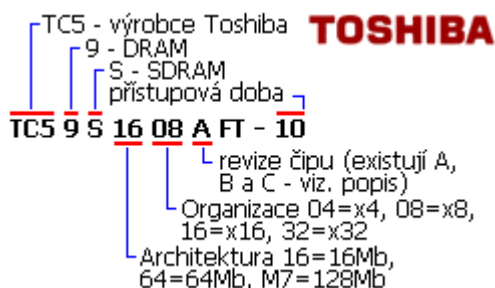 TC5 - výrobce Toshiba TOSHIBA
9 - DRAM
S - SDRAM
přístupová doba
TC5 9 S 16 08 A FT - 10
revize čipu (existují A,
B a C - viz. popis)
Organizace 04=x4, 08=x8,
16=x16, 32=x32
Architektura 16=16Mb,
64=64Mb, M7=128Mb